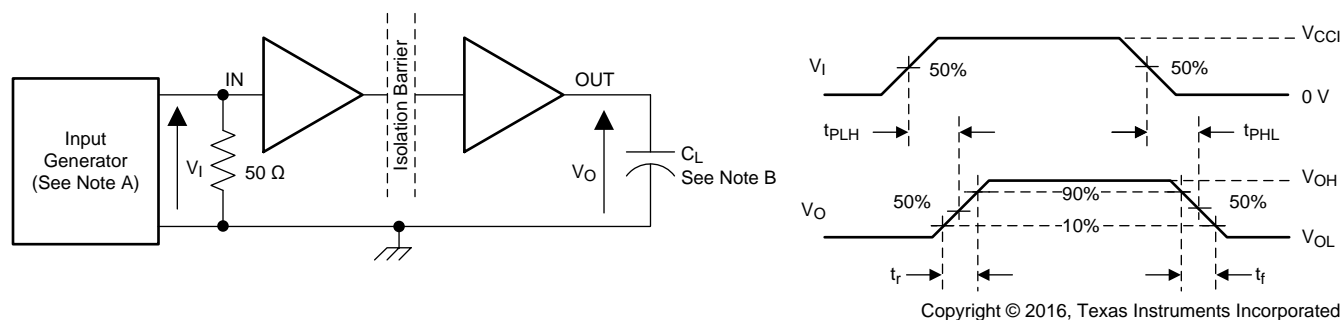 Input
Generator
(See Note A)
V_I
IN
50 Ω
Isolation Barrier
OUT
V_O
C_L
See Note B
V_I
50%
50%
V_CCI
0 V
t_PLH
t_PHL
V_O
50%
90%
10%
50%
V_OH
V_OL
t_r
t_f
Copyright © 2016, Texas Instruments Incorporated